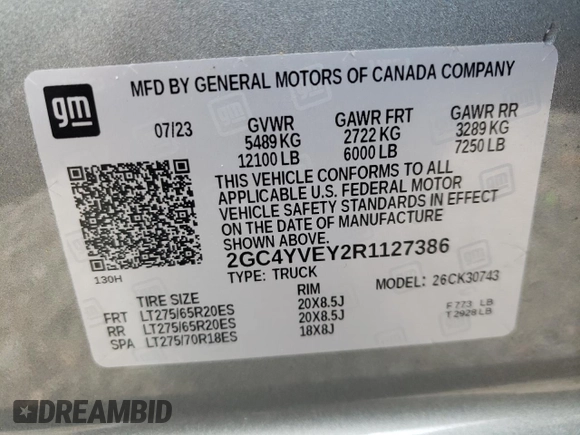 gm
MFD BY GENERAL MOTORS OF CANADA COMPANY
07/23 GVWR GAWR FRT GAWR RR
5489 KG 2722 KG 3289 KG
12100 LB 6000 LB 7250 LB
THIS VEHICLE CONFORMS TO ALL
APPLICABLE U.S. FEDERAL MOTOR
VEHICLE SAFETY STANDARDS IN EFFECT
ON THE DATE OF MANUFACTURE
SHOWN ABOVE.
130H
2GC4YVEY2R1127386
TYPE: TRUCK MODEL: 26CK30743
TIRE SIZE RIM
FRT LT275/65R20ES 20X8.5J F 773 LB
RR LT275/65R20ES 20X8.5J T 2928 LB
SPA LT275/70R18ES 18X8J
DREAMBID